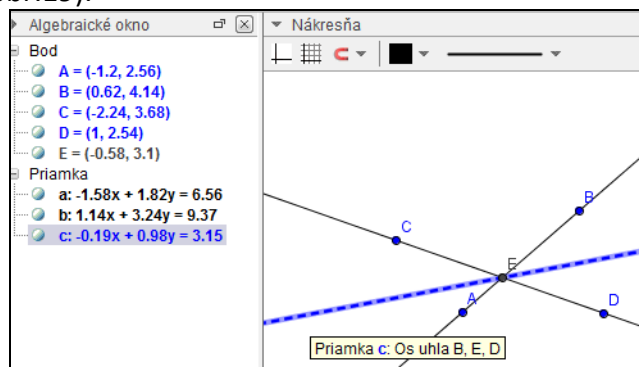 Algebraické okno
Bod
A = (-1.2, 2.56)
B = (0.62, 4.14)
C = (-2.24, 3.68)
D = (1, 2.54)
E = (-0.58, 3.1)
Priamka
a: -1.58x + 1.82y = 6.56
b: 1.14x + 3.24y = 9.37
c: -0.19x + 0.98y = 3.15
Nákresňa
B
C
E
A
D
Priamka c: Os uhla B, E, D